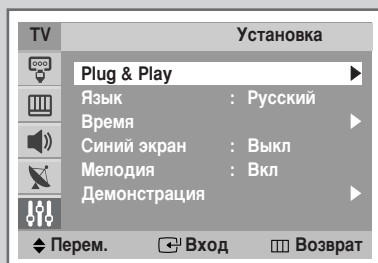 TV Установка
Plug & Play
Язык : Русский
Время
Синий экран : Выкл
Мелодия : Вкл
Демонстрация
Перем. Вход Возврат